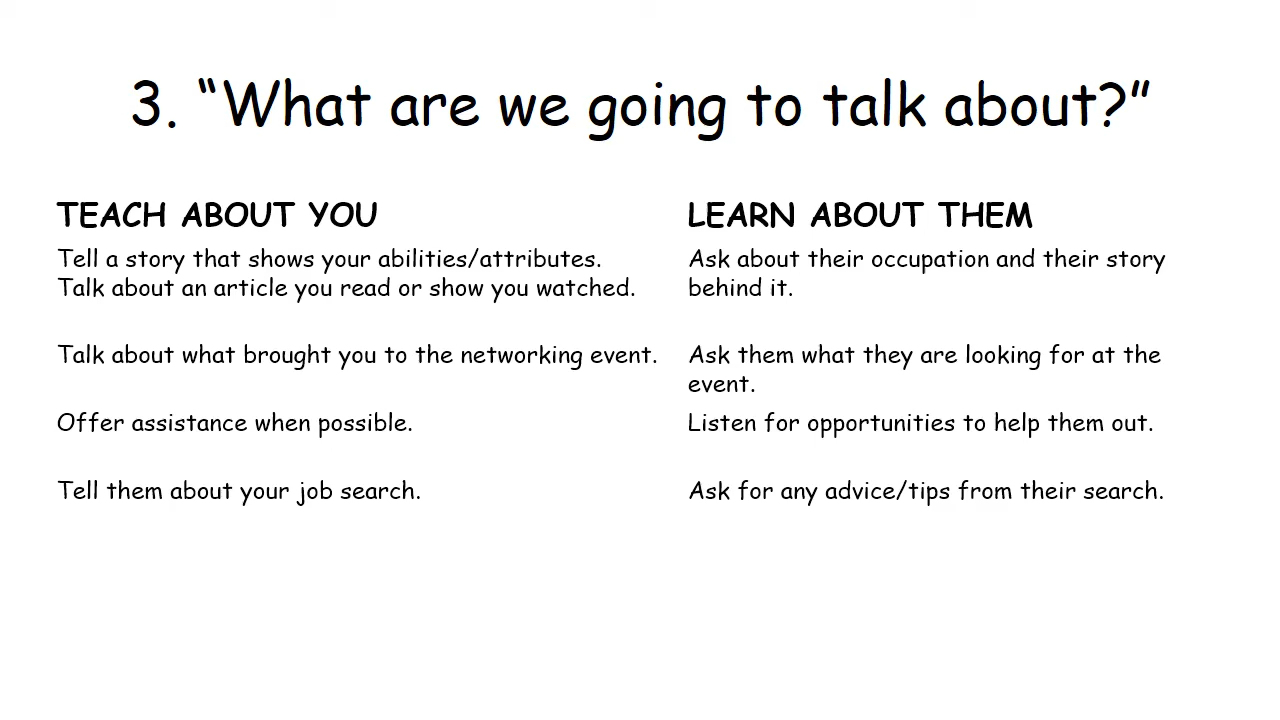 3. “What are we going to talk about?”
TEACH ABOUT YOU
Tell a story that shows your abilities/attributes.
Talk about an article you read or show you watched.
Talk about what brought you to the networking event.
Offer assistance when possible.
Tell them about your job search.
LEARN ABOUT THEM
Ask about their occupation and their story
behind it.
Ask them what they are looking for at the
event.
Listen for opportunities to help them out.
Ask for any advice/tips from their search.